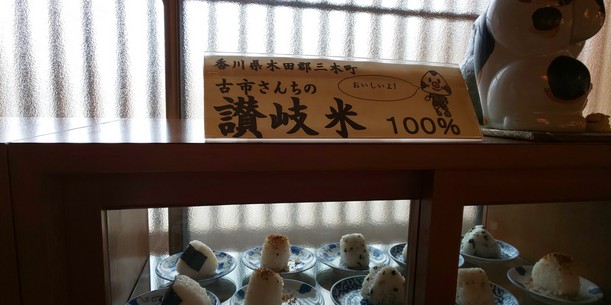 香川県木田郡三木町
古市さんちの
おいしいよ!
讃岐米 100%